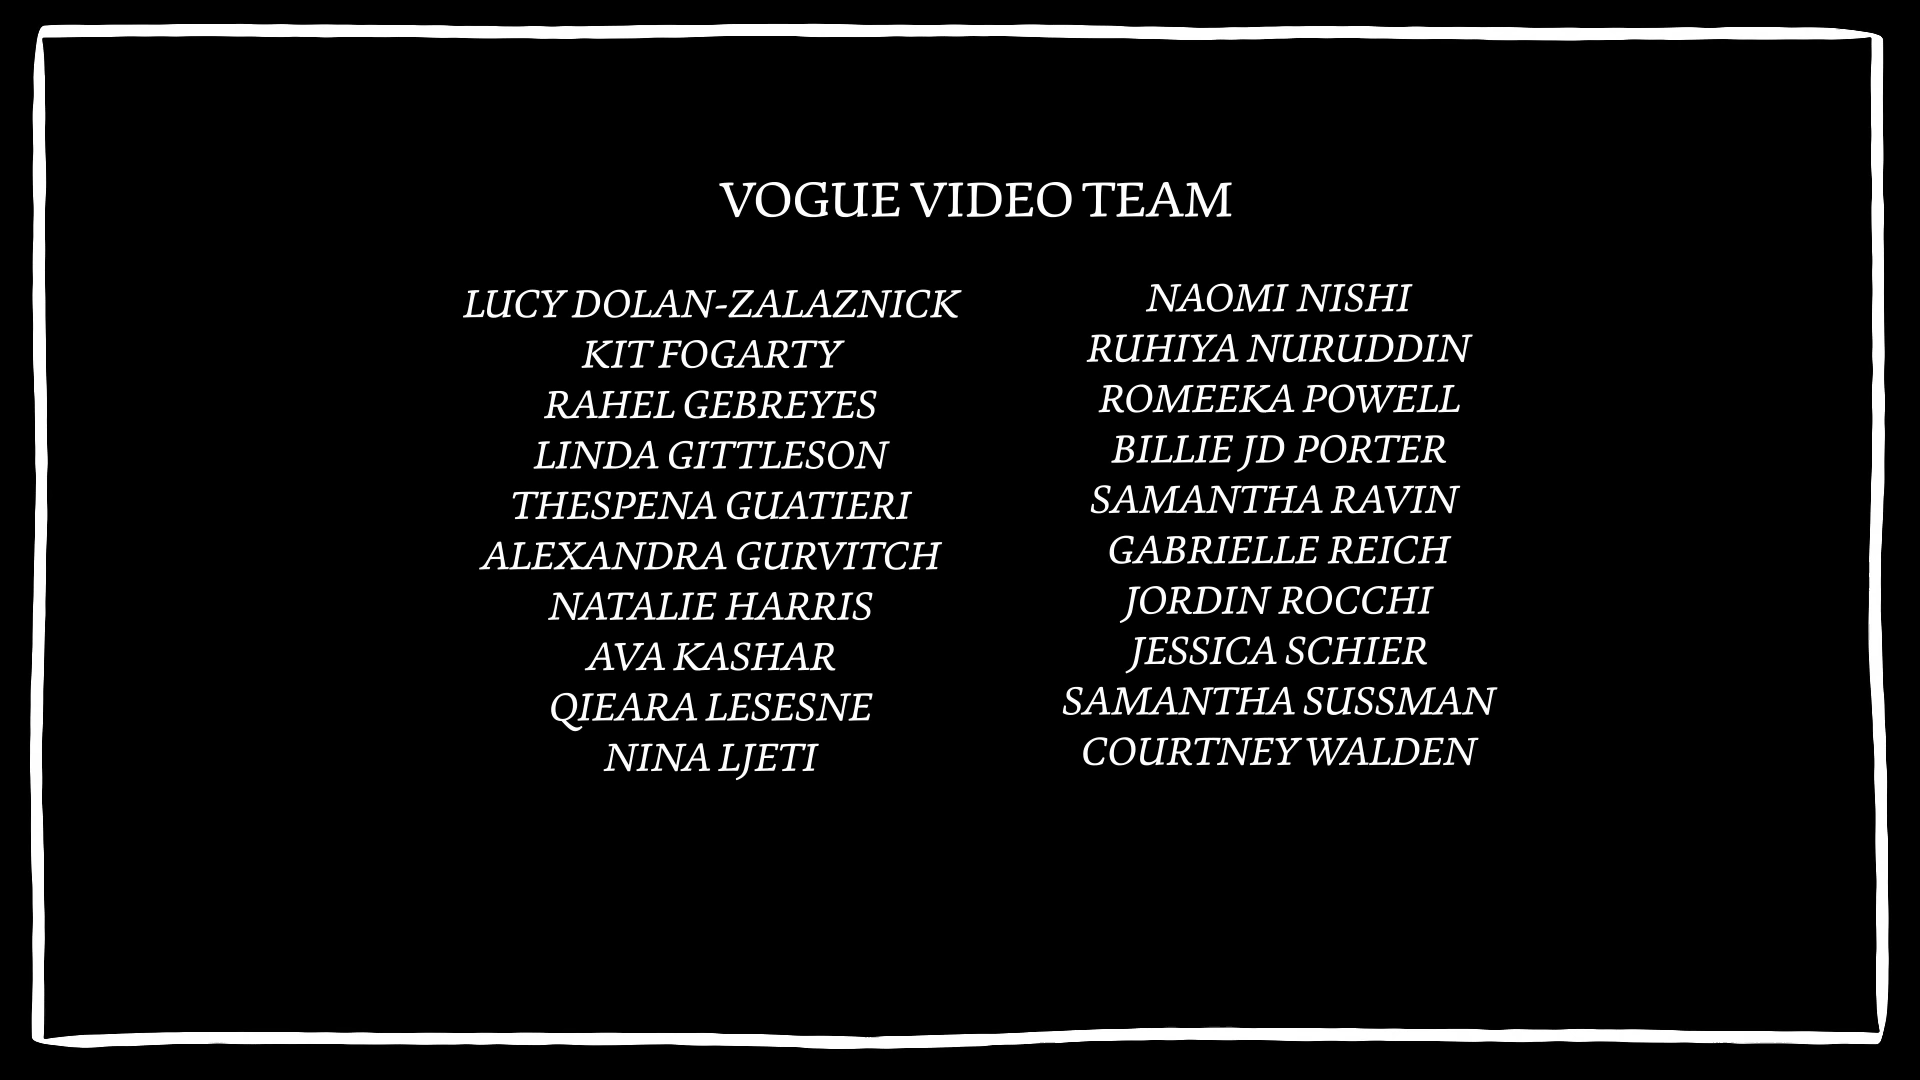 VOGUE VIDEO TEAM
LUCY DOLAN-ZALAZNICK
KIT FOGARTY
RAHEL GEBREYES
LINDA GITTLESON
THESPENA GUATIERI
ALEXANDRA GURVITCH
NATALIE HARRIS
AVA KASHAR
QIEARA LESESNE
NINA LJETI
NAOMI NISHI
RUHIYA NURUDDIN
ROMEEKA POWELL
BILLIE JD PORTER
SAMANTHA RAVIN
GABRIELLE REICH
JORDIN ROCCHI
JESSICA SCHIER
SAMANTHA SUSSMAN
COURTNEY WALDEN